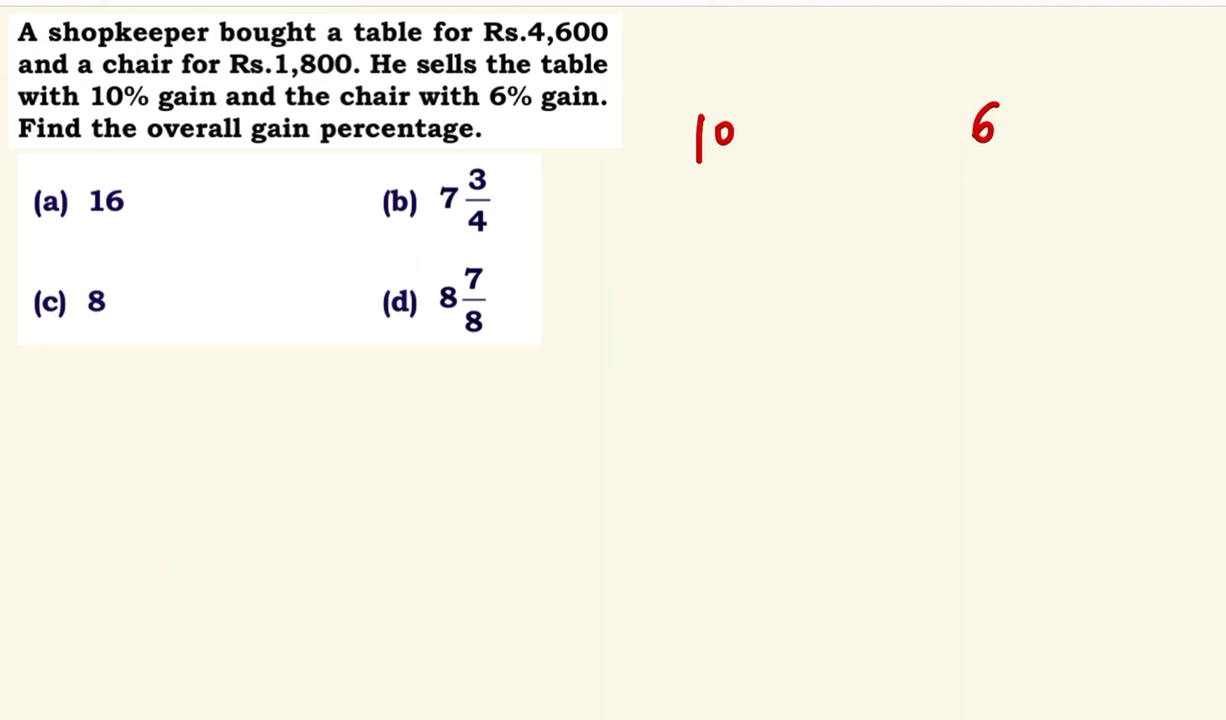 A shopkeeper bought a table for Rs.4,600
and a chair for Rs.1,800. He sells the table
with 10% gain and the chair with 6% gain.
Find the overall gain percentage.
10 6
(a) 16 (b) 7 3/4
(c) 8 (d) 8 7/8